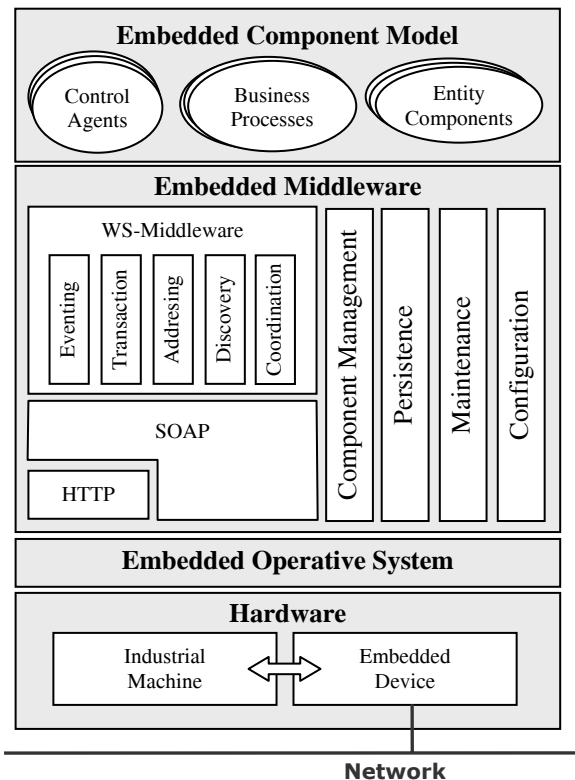 Embedded Component Model
Control
Agents
Business
Processes
Entity
Components
Embedded Middleware
WS-Middleware
Eventing
Transaction
Addresing
Discovery
Coordination
SOAP
HTTP
Component Management
Persistence
Maintenance
Configuration
Embedded Operative System
Hardware
Industrial
Machine
Embedded
Device
Network